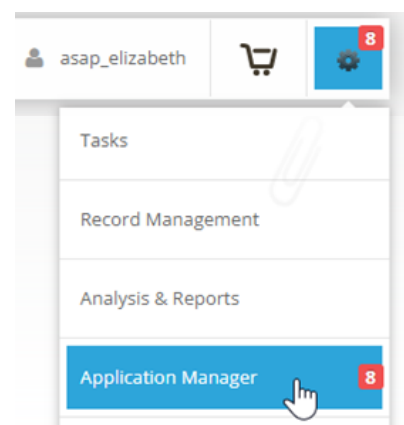 asap_elizabeth
8
Tasks
Record Management
Analysis & Reports
Application Manager 8